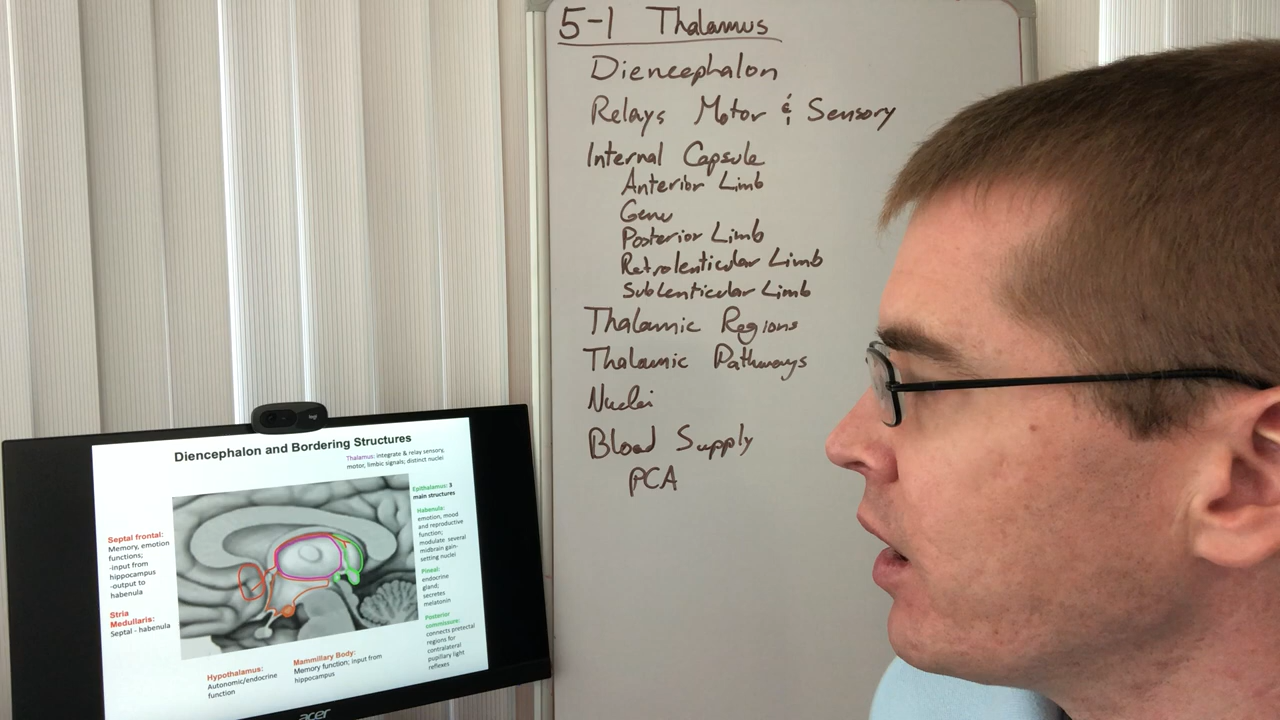 5-1 Thalamus
Diencephalon
Relays Motor & Sensory
Internal Capsule
Anterior Limb
Genu
Posterior Limb
Retrolenticular Limb
Sublenticular Limb
Thalamic Regions
Thalamic Pathways
Nuclei
Blood Supply
PCA
logi
Diencephalon and Bordering Structures
Thalamus: integrate & relay sensory,
motor, limbic signals; distinct nuclei
Epithalamus: 3
main structures
Habenula:
emotion, mood
and reproductive
function;
modulate several
midbrain gain-
setting nuclei
Pineal:
endocrine
gland;
secretes
melatonin
Posterior
commissure:
connects pretectal
regions for
contralateral
pupillary light
reflexes
Septal frontal:
Memory, emotion
functions;
-input from
hippocampus
-output to
habenula
Stria
Medullaris:
Septal - habenula
Hypothalamus:
Autonomic/endocrine
function
Mammillary Body:
Memory function; input from
hippocampus
acer